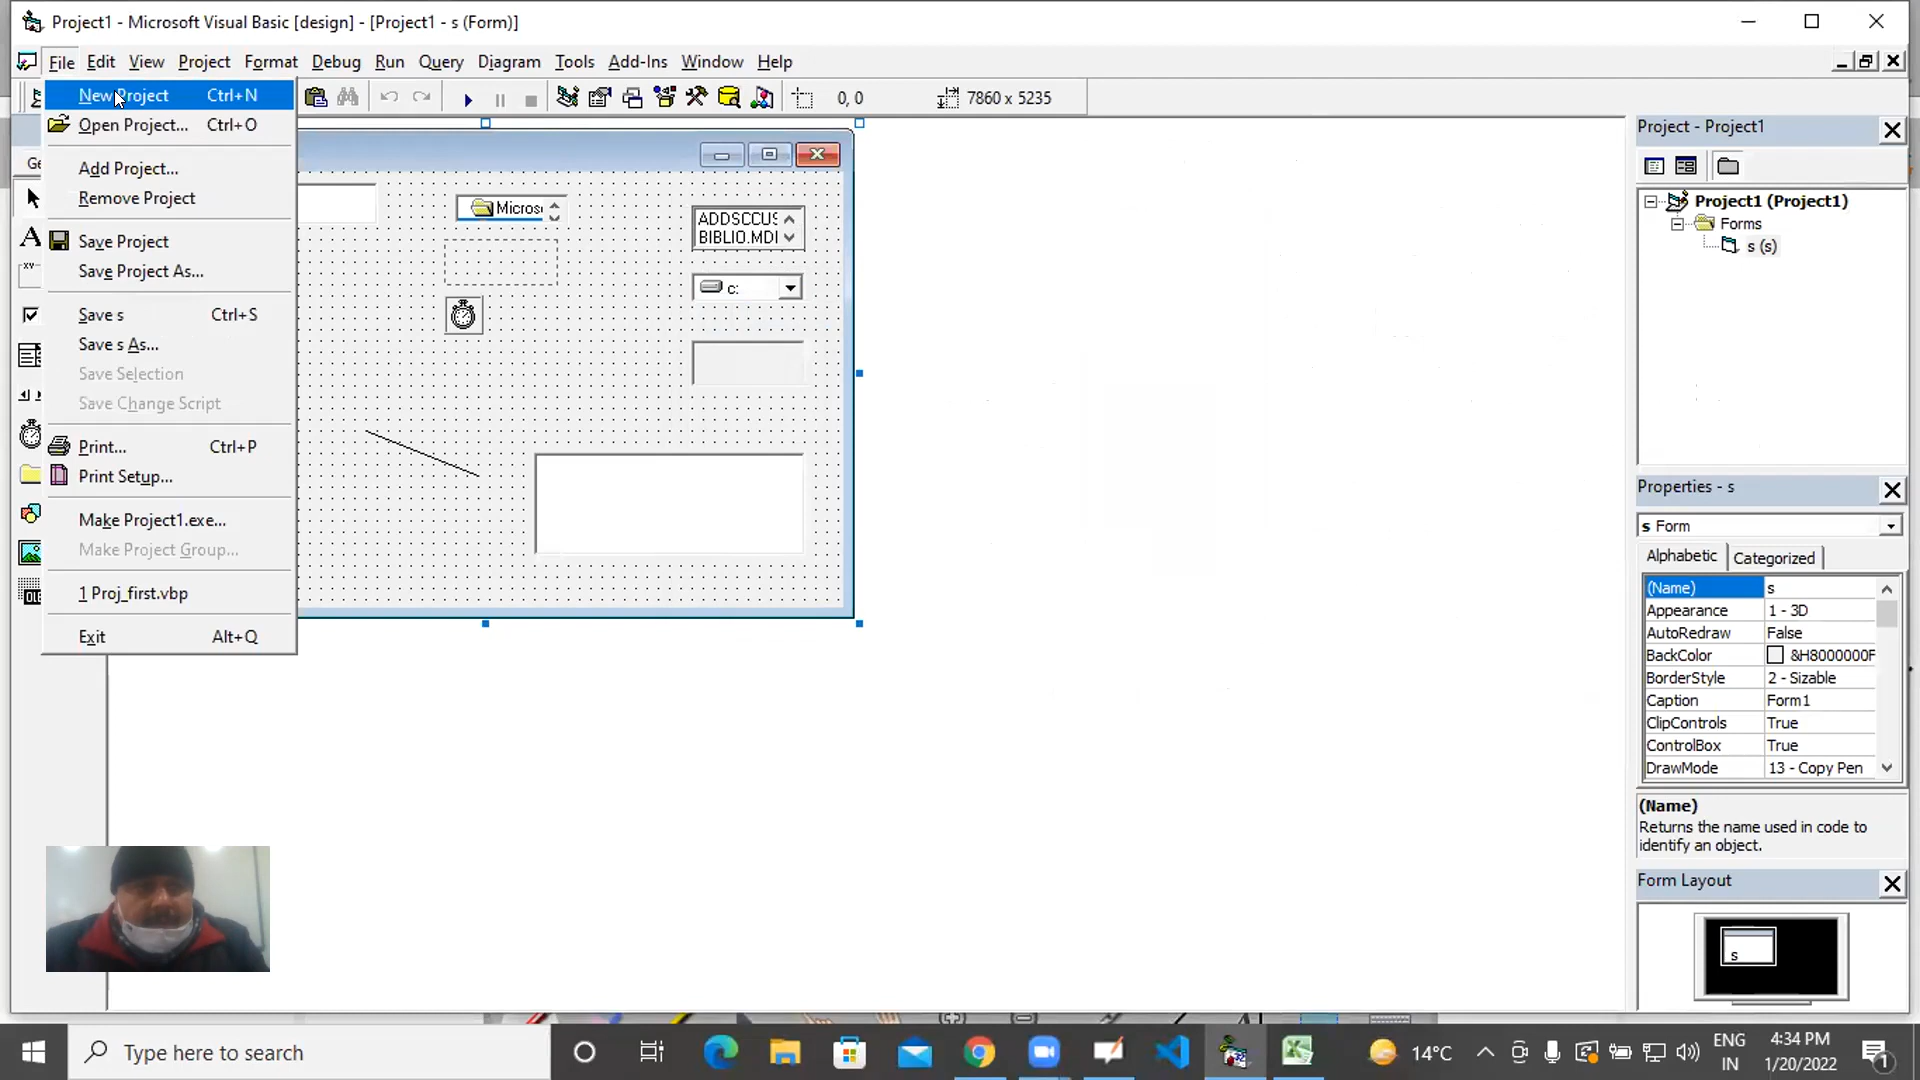 Project1 - Microsoft Visual Basic [design] - [Project1 - s (Form)]
File Edit View Project Format Debug Run Query Diagram Tools Add-Ins Window Help
0, 0 7860 x 5235
New Project Ctrl+N
Open Project... Ctrl+O
Add Project...
Remove Project
Save Project
Save Project As...
Save s Ctrl+S
Save s As...
Save Selection
Save Change Script
Print... Ctrl+P
Print Setup...
Make Project1.exe...
Make Project Group...
1 Proj_first.vbp
Exit Alt+Q
Ge
A
xv
OLE
Micros
ADDSCCUS
BIBLIO.MDI
c:
Project - Project1
Project1 (Project1)
Forms
s (s)
Properties - s
s Form
Alphabetic Categorized
(Name) s
Appearance 1 - 3D
AutoRedraw False
BackColor &H8000000F
BorderStyle 2 - Sizable
Caption Form1
ClipControls True
ControlBox True
DrawMode 13 - Copy Pen
(Name)
Returns the name used in code to
identify an object.
Form Layout
s
Type here to search
14°C
ENG
IN
4:34 PM
1/20/2022
1